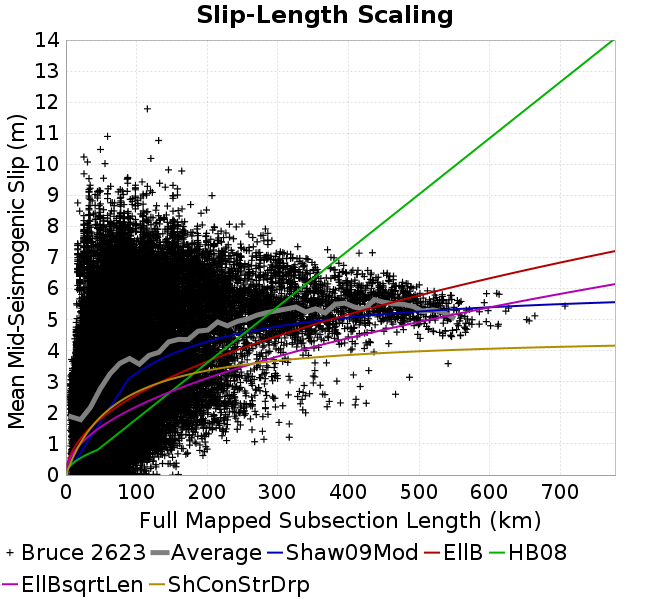 Slip-Length Scaling
14
13
12
11
10
9
8
7
6
5
4
3
2
1
0
Mean Mid-Seismogenic Slip (m)
0 100 200 300 400 500 600 700
Full Mapped Subsection Length (km)
Bruce 2623 Average Shaw09Mod EllB HB08
EllBsqrtLen ShConStrDrp